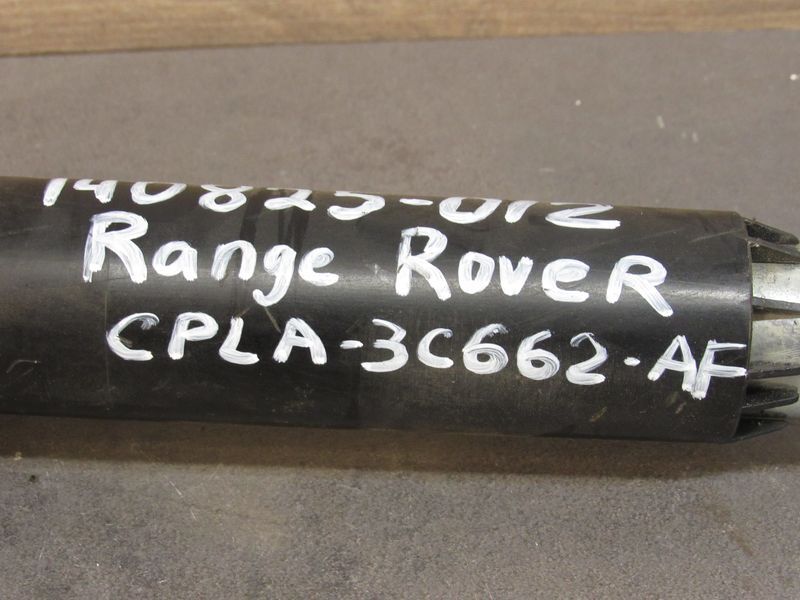 140825-012
Range Rover
CPLA-3C662-AF